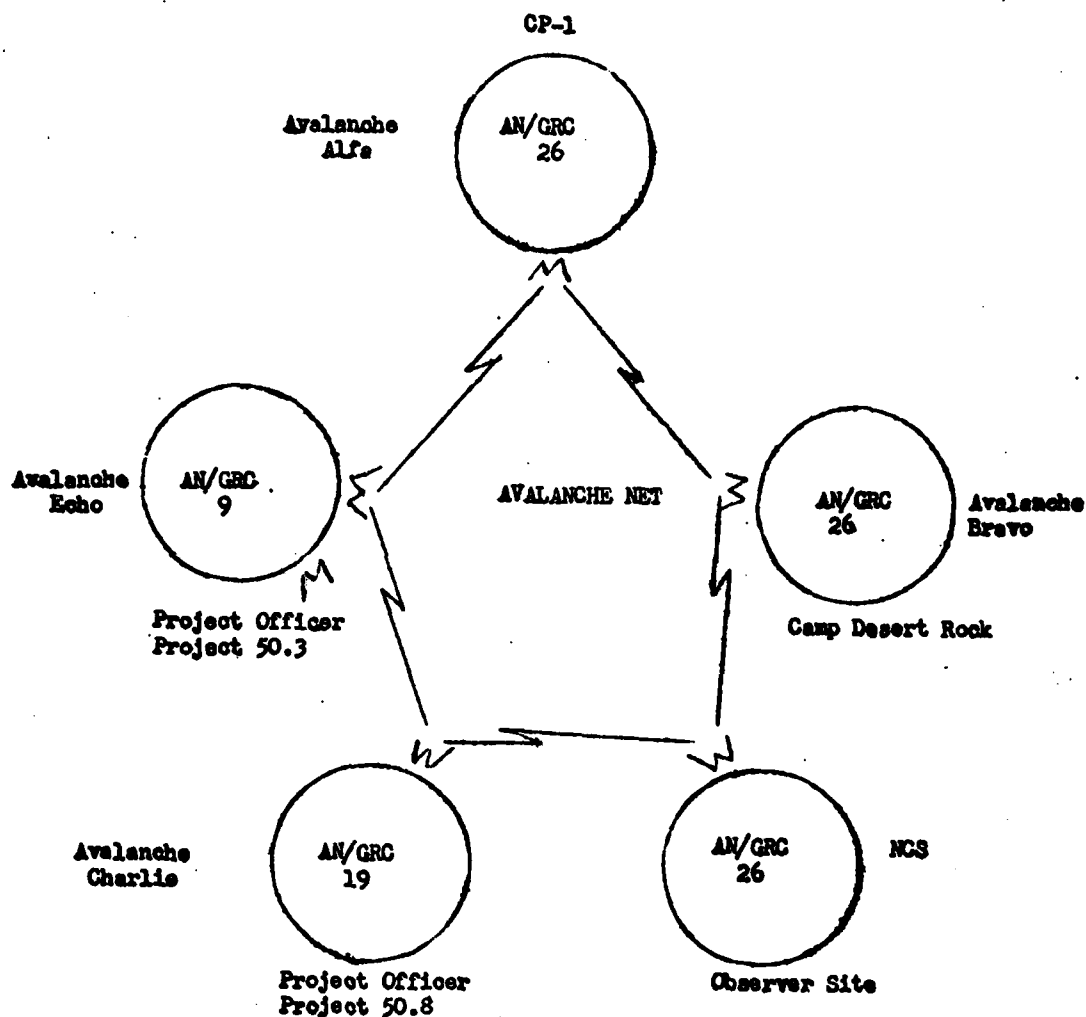 CP-1
Avalanche
Alfa
AN/GRC
26
Avalanche
Echo
AN/GRC
9
AVALANCHE NET
AN/GRC
26
Avalanche
Bravo
Project Officer
Project 50.3
Camp Desert Rock
Avalanche
Charlie
AN/GRC
19
AN/GRC
26
NCS
Project Officer
Project 50.8
Observer Site